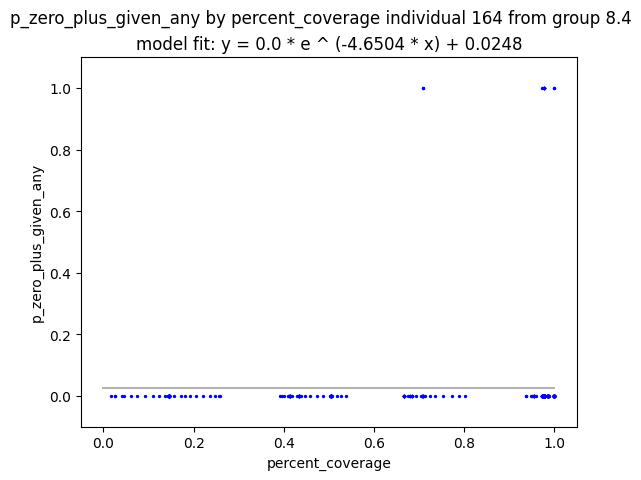 p_zero_plus_given_any by percent_coverage individual 164 from group 8.4
model fit: y = 0.0 * e ^ (-4.6504 * x) + 0.0248
1.0
0.8
0.6
0.4
0.2
0.0
p_zero_plus_given_any
0.0 0.2 0.4 0.6 0.8 1.0
percent_coverage